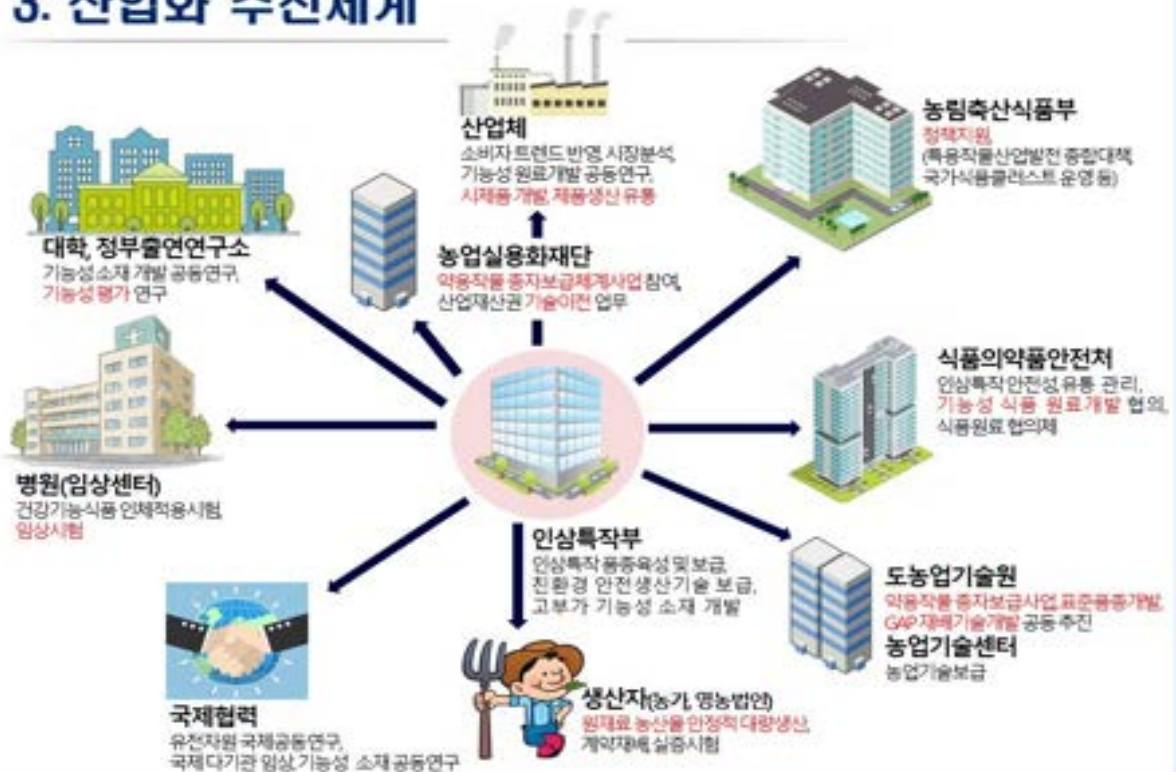 3. 산업화 추진체계
산업체
소비자 트렌드 반영, 시장분석,
기능성 원료개발 공동연구,
시제품 개발, 제품생산 유통
농림축산식품부
정책지원,
(특용작물산업발전 종합대책,
국가식품클러스트 운영 등)
대학, 정부출연연구소
기능성 소재 개발 공동연구,
기능성 평가 연구
농업실용화재단
약용작물 종자보급체계사업 참여,
산업재산권 기술이전 업무
식품의약품안전처
인삼특작 안전성, 유통 관리,
기능성 식품 원료개발 협의,
식품원료 협의체
병원(임상센터)
건강기능식품 인체적용시험,
임상시험
인삼특작부
인삼특작 품종육성 및 보급,
친환경 안전생산기술 보급,
고부가 기능성 소재 개발
도농업기술원
약용작물 종자보급사업, 표준품종개발,
GAP 재배기술개발 공동 추진
농업기술센터
농업기술보급
국제협력
유전자원 국제공동연구,
국제 다기관 임상, 기능성 소재 공동연구
생산자(농가, 영농법인)
원재료 농산물 안정적 대량생산,
계약재배, 실증시험